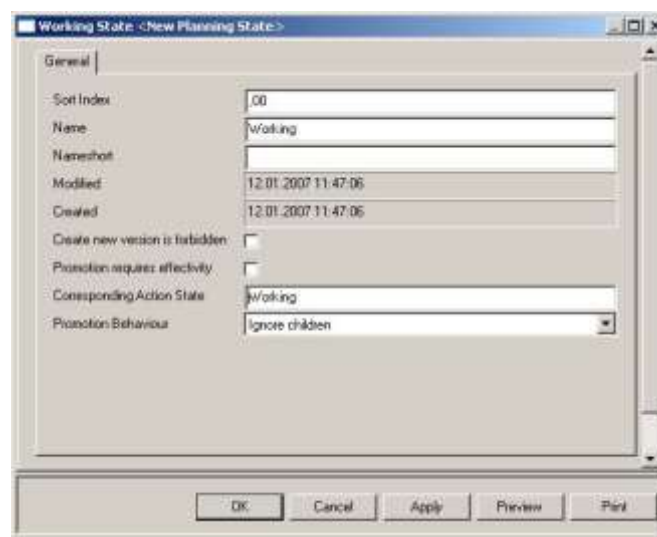 Working State <New Planning State>
General
Sort Index ,00
Name Working
Nameshort
Modified 12.01.2007 11:47:06
Created 12.01.2007 11:47:06
Create new version is forbidden
Promotion requires effectivity
Corresponding Action State Working
Promotion Behaviour Ignore children
OK Cancel Apply Preview Print